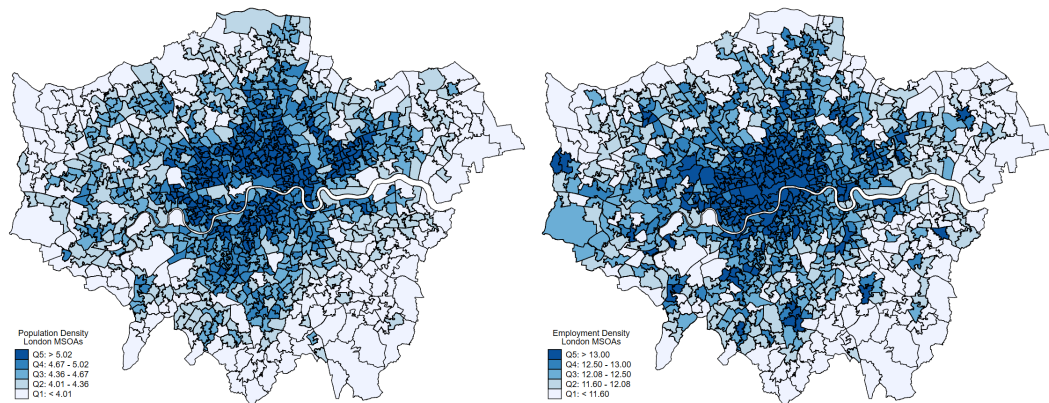 Population Density
London MSOAs
Q5: > 5.02
Q4: 4.67 - 5.02
Q3: 4.36 - 4.67
Q2: 4.01 - 4.36
Q1: < 4.01
Employment Density
London MSOAs
Q5: > 13.00
Q4: 12.50 - 13.00
Q3: 12.08 - 12.50
Q2: 11.60 - 12.08
Q1: < 11.60